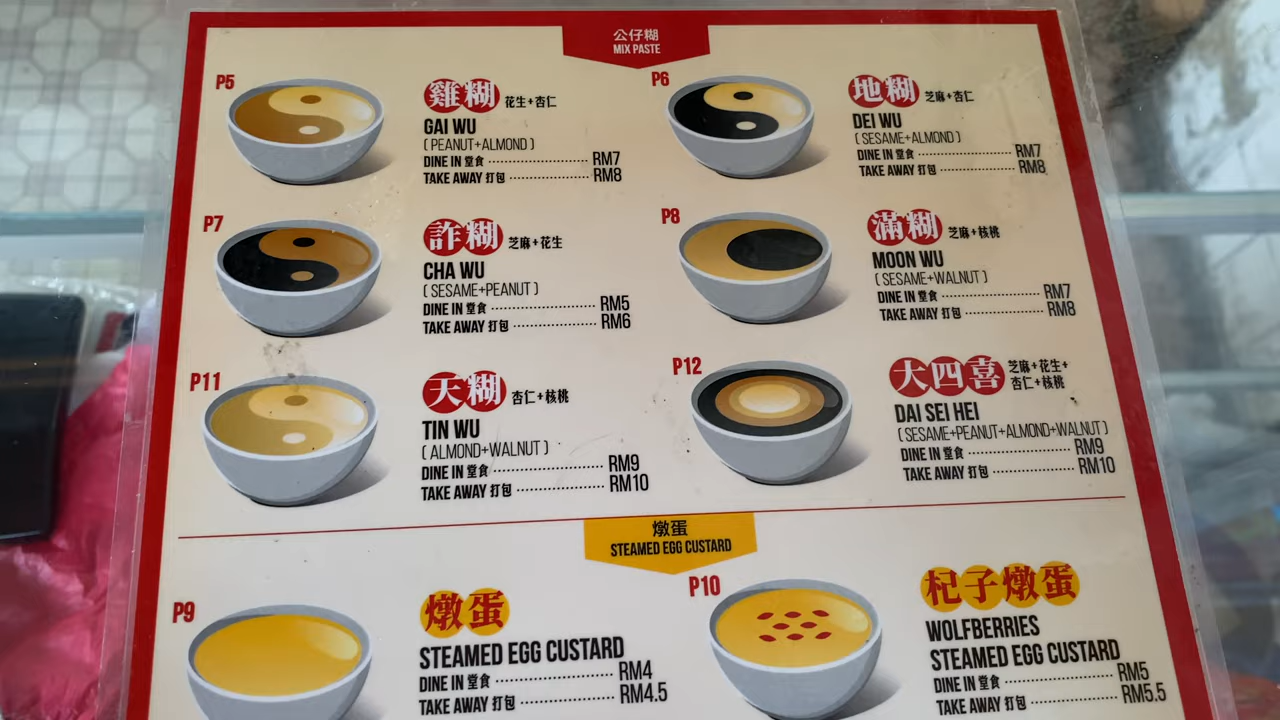 公仔糊
MIX PASTE
P5
雞糊 花生+杏仁
GAI WU
(PEANUT+ALMOND)
DINE IN 堂食 RM7
TAKE AWAY 打包 RM8
P6
地糊 芝麻+杏仁
DEI WU
(SESAME+ALMOND)
DINE IN 堂食 RM7
TAKE AWAY 打包 RM8
P7
詐糊 芝麻+花生
CHA WU
(SESAME+PEANUT)
DINE IN 堂食 RM5
TAKE AWAY 打包 RM6
P8
滿糊 芝麻+核桃
MOON WU
(SESAME+WALNUT)
DINE IN 堂食 RM7
TAKE AWAY 打包 RM8
P11
天糊 杏仁+核桃
TIN WU
(ALMOND+WALNUT)
DINE IN 堂食 RM9
TAKE AWAY 打包 RM10
P12
大四喜 芝麻+花生+
杏仁+核桃
DAI SEI HEI
(SESAME+PEANUT+ALMOND+WALNUT)
DINE IN 堂食 RM9
TAKE AWAY 打包 RM10
燉蛋
STEAMED EGG CUSTARD
P9
燉蛋
STEAMED EGG CUSTARD
DINE IN 堂食 RM4
TAKE AWAY 打包 RM4.5
P10
杞子燉蛋
WOLFBERRIES
STEAMED EGG CUSTARD
DINE IN 堂食 RM5
TAKE AWAY 打包 RM5.5